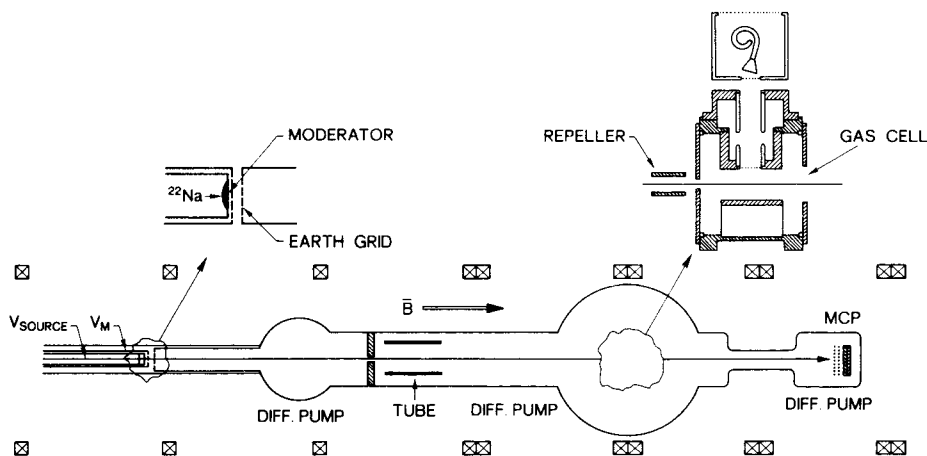 MODERATOR
REPELLER
GAS CELL
²²Na
EARTH GRID
V_SOURCE
V_M
B̅
MCP
DIFF. PUMP
TUBE
DIFF. PUMP
DIFF. PUMP